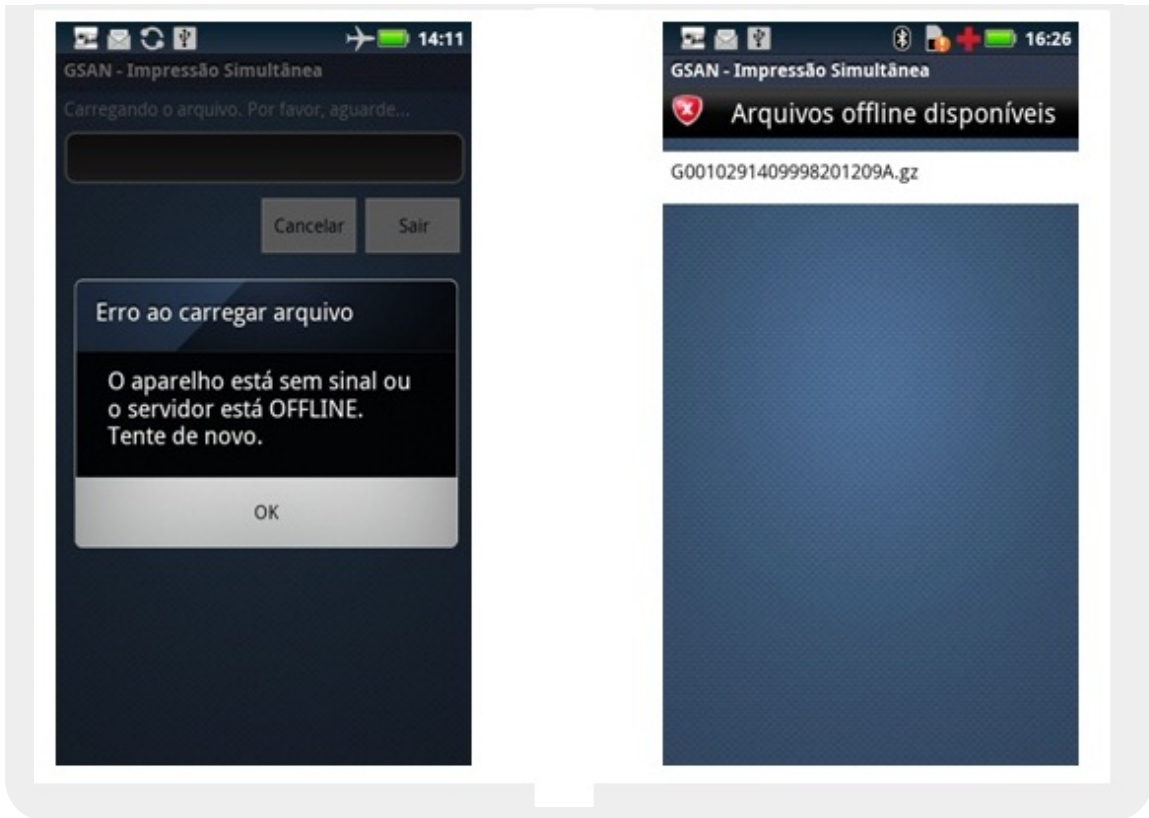 14:11
GSAN - Impressão Simultânea
Carregando o arquivo. Por favor, aguarde...
Cancelar
Sair
Erro ao carregar arquivo
O aparelho está sem sinal ou
o servidor está OFFLINE.
Tente de novo.
OK
16:26
GSAN - Impressão Simultânea
Arquivos offline disponíveis
G0010291409998201209A.gz